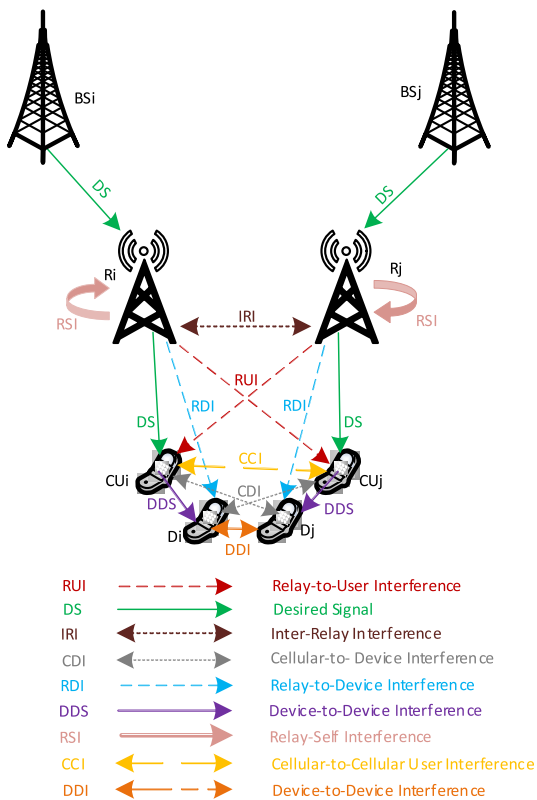 BSi
BSj
DS
DS
Ri
Rj
RSI
IRI
RSI
RUI
RDI
RDI
DS
DS
CCI
CUi
CDI
CUj
DDS
DDS
Di
Dj
DDI
RUI Relay-to-User Interference
DS Desired Signal
IRI Inter-Relay Interference
CDI Cellular-to- Device Interference
RDI Relay-to-Device Interference
DDS Device-to-Device Interference
RSI Relay-Self Interference
CCI Cellular-to-Cellular User Interference
DDI Device-to-Device Interference